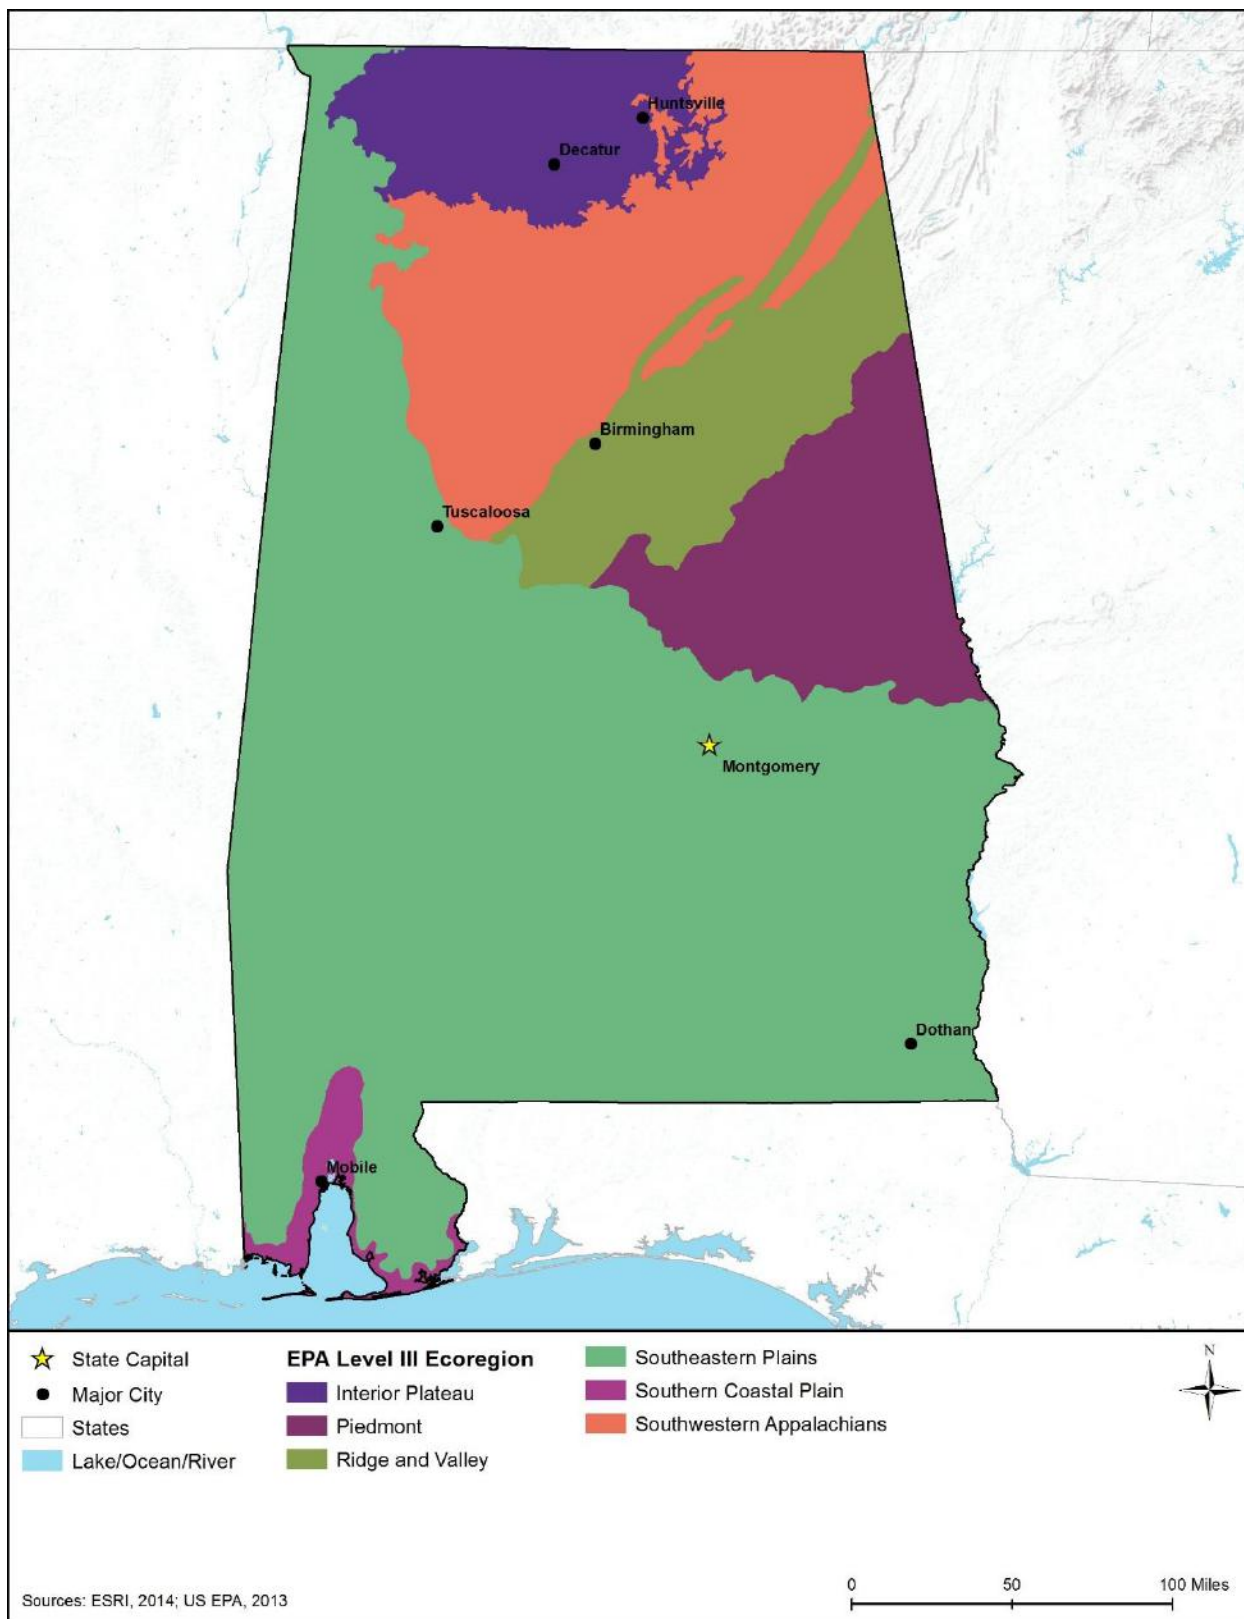 Huntsville
Decatur
Birmingham
Tuscaloosa
Montgomery
Dothan
Mobile
State Capital
Major City
States
Lake/Ocean/River
EPA Level III Ecoregion
Interior Plateau
Piedmont
Ridge and Valley
Southeastern Plains
Southern Coastal Plain
Southwestern Appalachians
N
Sources: ESRI, 2014; US EPA, 2013
0 50 100 Miles